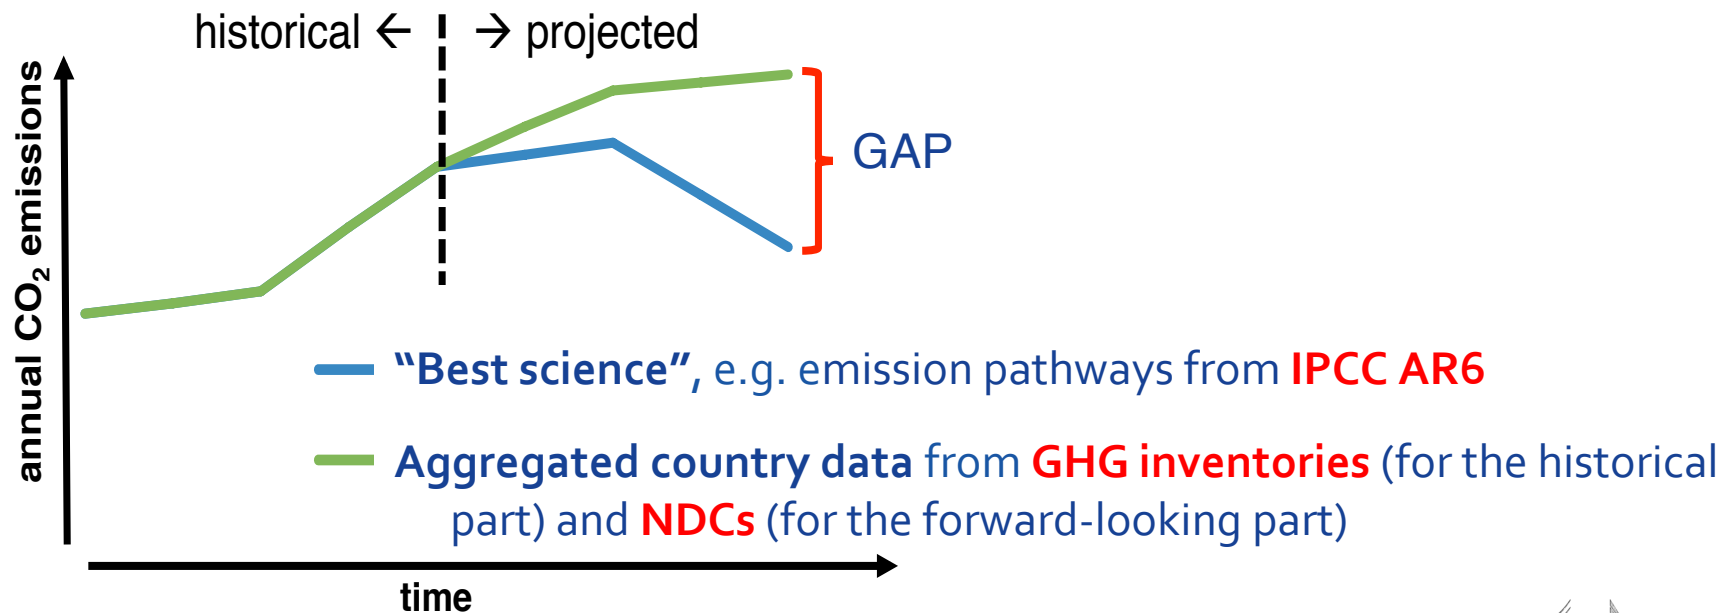 historical ← → projected
annual CO₂ emissions
GAP
“Best science”, e.g. emission pathways from IPCC AR6
Aggregated country data from GHG inventories (for the historical
part) and NDCs (for the forward-looking part)
time